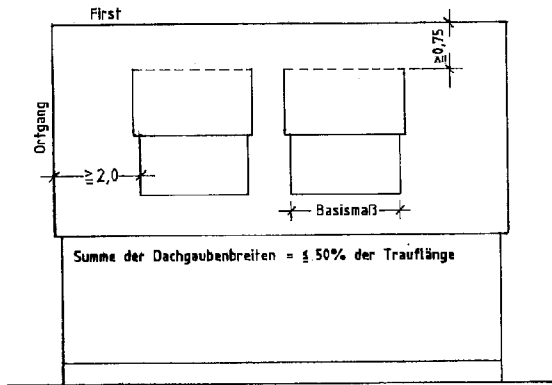 First
≧0,75
Ortgang
≧2,0
Basismaß
Summe der Dachgaubenbreiten = ≦ 50% der Trauflänge